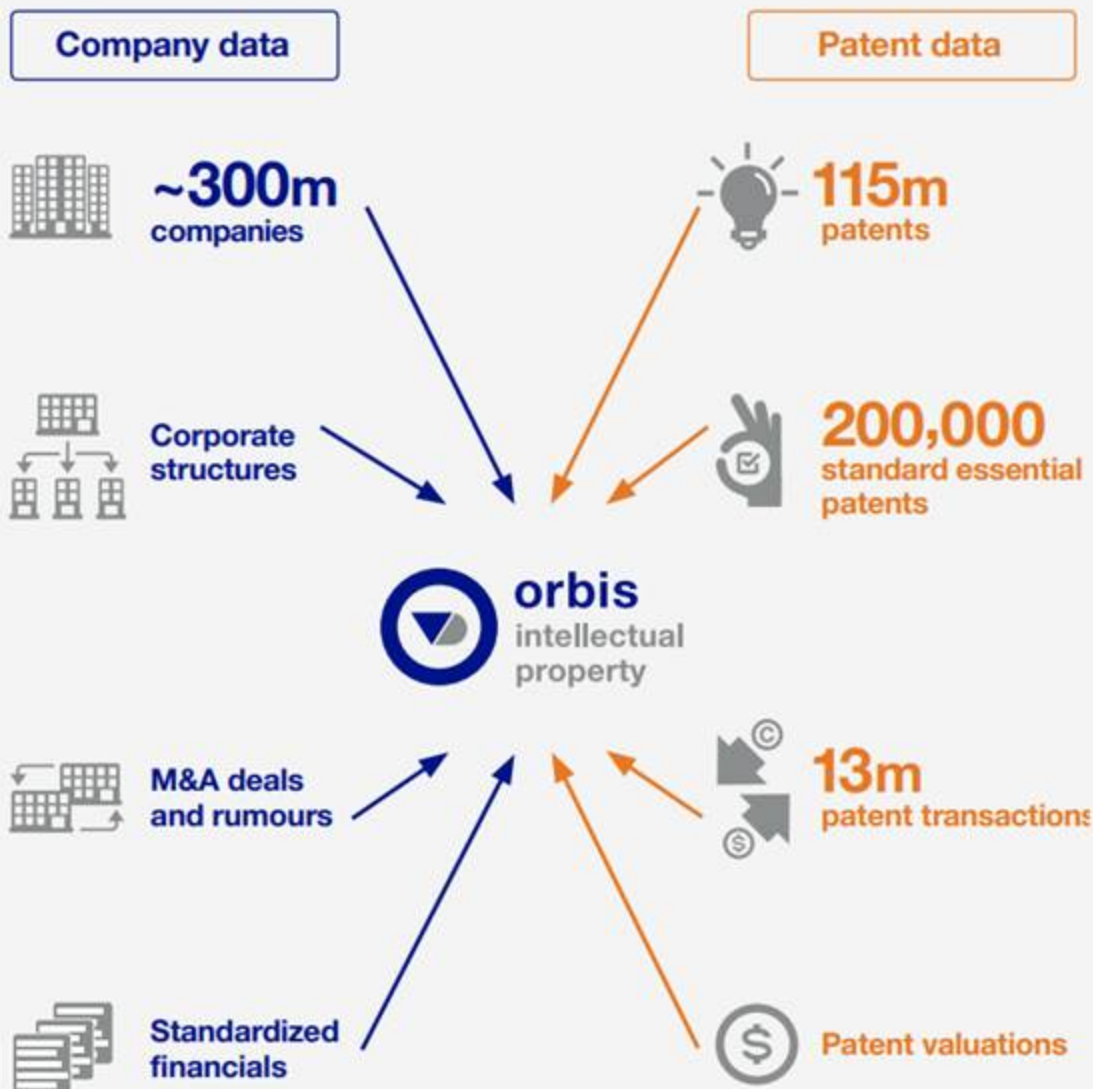 Company data
~300m
companies
Corporate
structures
M&A deals
and rumours
Standardized
financials
orbis
intellectual
property
Patent data
115m
patents
200,000
standard essential
patents
13m
patent transactions
Patent valuations
©
$
$